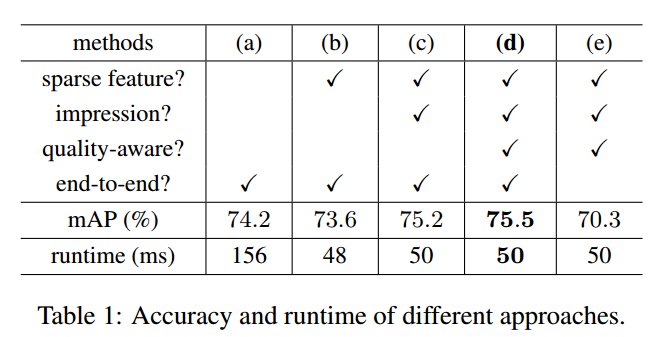 methods (a) (b) (c) (d) (e)
sparse feature? ✓ ✓ ✓ ✓
impression? ✓ ✓ ✓
quality-aware? ✓ ✓
end-to-end? ✓ ✓ ✓ ✓
mAP (%) 74.2 73.6 75.2 75.5 70.3
runtime (ms) 156 48 50 50 50
Table 1: Accuracy and runtime of different approaches.